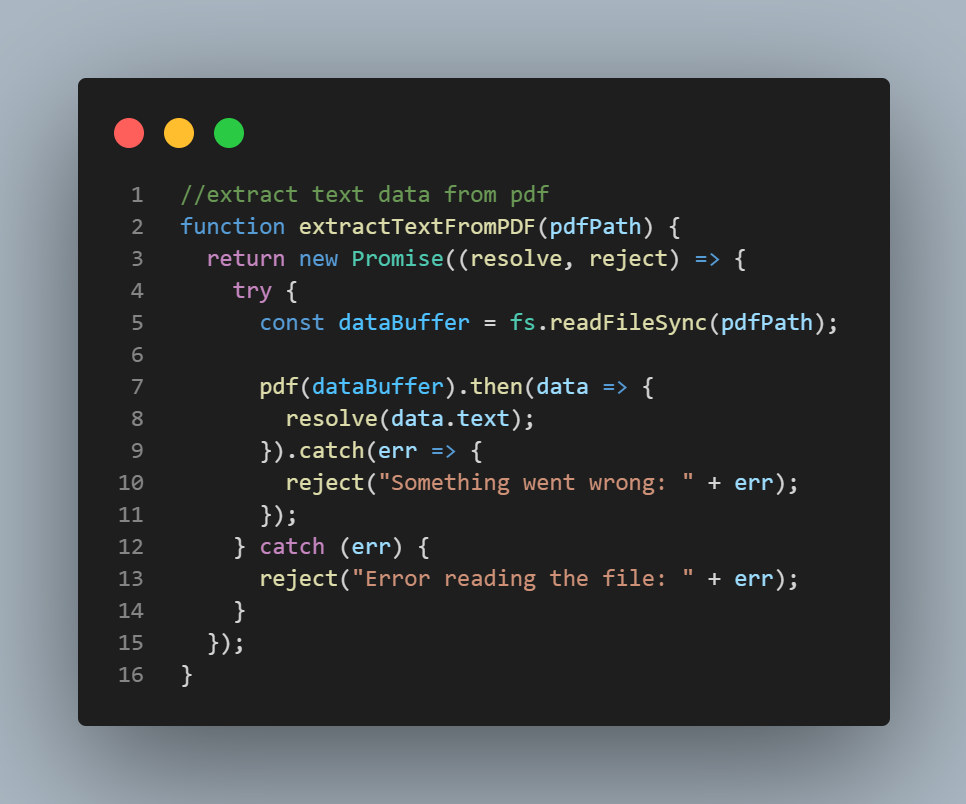 1 //extract text data from pdf
2 function extractTextFromPDF(pdfPath) {
3   return new Promise((resolve, reject) => {
4     try {
5       const dataBuffer = fs.readFileSync(pdfPath);
6
7       pdf(dataBuffer).then(data => {
8         resolve(data.text);
9       }).catch(err => {
10         reject("Something went wrong: " + err);
11       });
12     } catch (err) {
13       reject("Error reading the file: " + err);
14     }
15   });
16 }